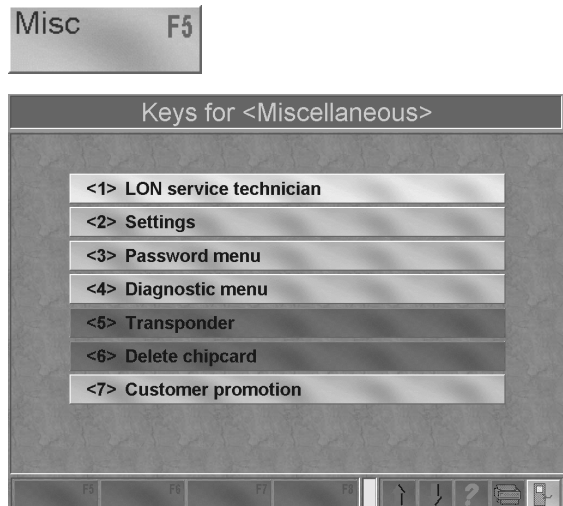 Misc F5
Keys for <Miscellaneous>
<1> LON service technician
<2> Settings
<3> Password menu
<4> Diagnostic menu
<5> Transponder
<6> Delete chipcard
<7> Customer promotion
F5 F6 F7 F8 ?